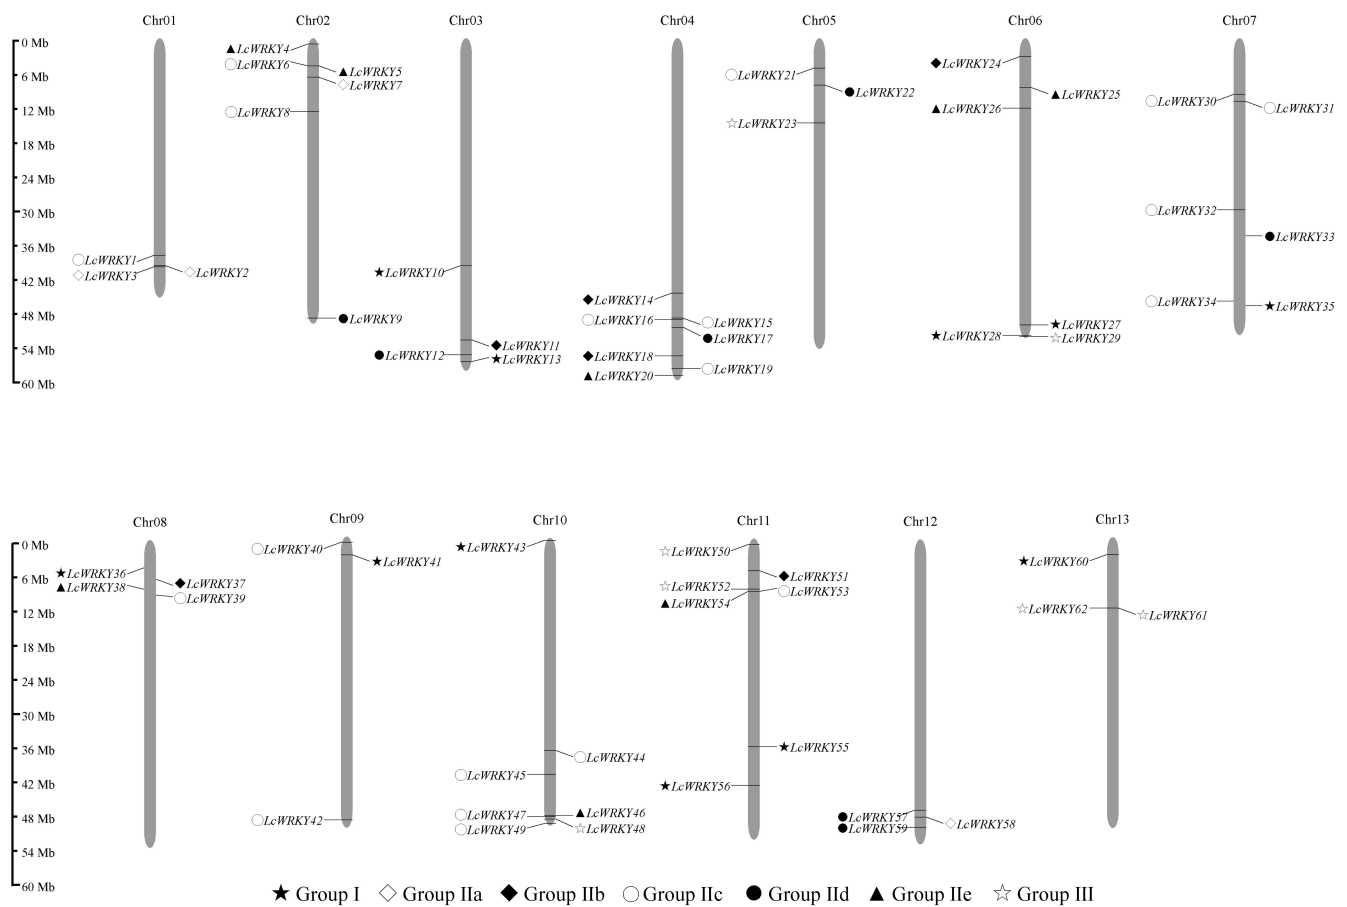 Chr01 Chr02 Chr03 Chr04 Chr05 Chr06 Chr07
0 Mb
6 Mb
12 Mb
18 Mb
24 Mb
30 Mb
36 Mb
42 Mb
48 Mb
54 Mb
60 Mb
LcWRKY1
LcWRKY3
LcWRKY2
LcWRKY4
LcWRKY6
LcWRKY5
LcWRKY7
LcWRKY8
LcWRKY9
LcWRKY10
LcWRKY11
LcWRKY12
LcWRKY13
LcWRKY14
LcWRKY16
LcWRKY15
LcWRKY17
LcWRKY18
LcWRKY19
LcWRKY20
LcWRKY21
LcWRKY22
LcWRKY23
LcWRKY24
LcWRKY25
LcWRKY26
LcWRKY27
LcWRKY28
LcWRKY29
LcWRKY30
LcWRKY31
LcWRKY32
LcWRKY33
LcWRKY34
LcWRKY35
Chr08 Chr09 Chr10 Chr11 Chr12 Chr13
0 Mb
6 Mb
12 Mb
18 Mb
24 Mb
30 Mb
36 Mb
42 Mb
48 Mb
54 Mb
60 Mb
LcWRKY36
LcWRKY38
LcWRKY37
LcWRKY39
LcWRKY40
LcWRKY41
LcWRKY42
LcWRKY43
LcWRKY44
LcWRKY45
LcWRKY47
LcWRKY46
LcWRKY49
LcWRKY48
LcWRKY50
LcWRKY51
LcWRKY52
LcWRKY53
LcWRKY54
LcWRKY55
LcWRKY56
LcWRKY57
LcWRKY59
LcWRKY58
LcWRKY60
LcWRKY62
LcWRKY61
Group I Group IIa Group IIb Group IIc Group IId Group IIe Group III